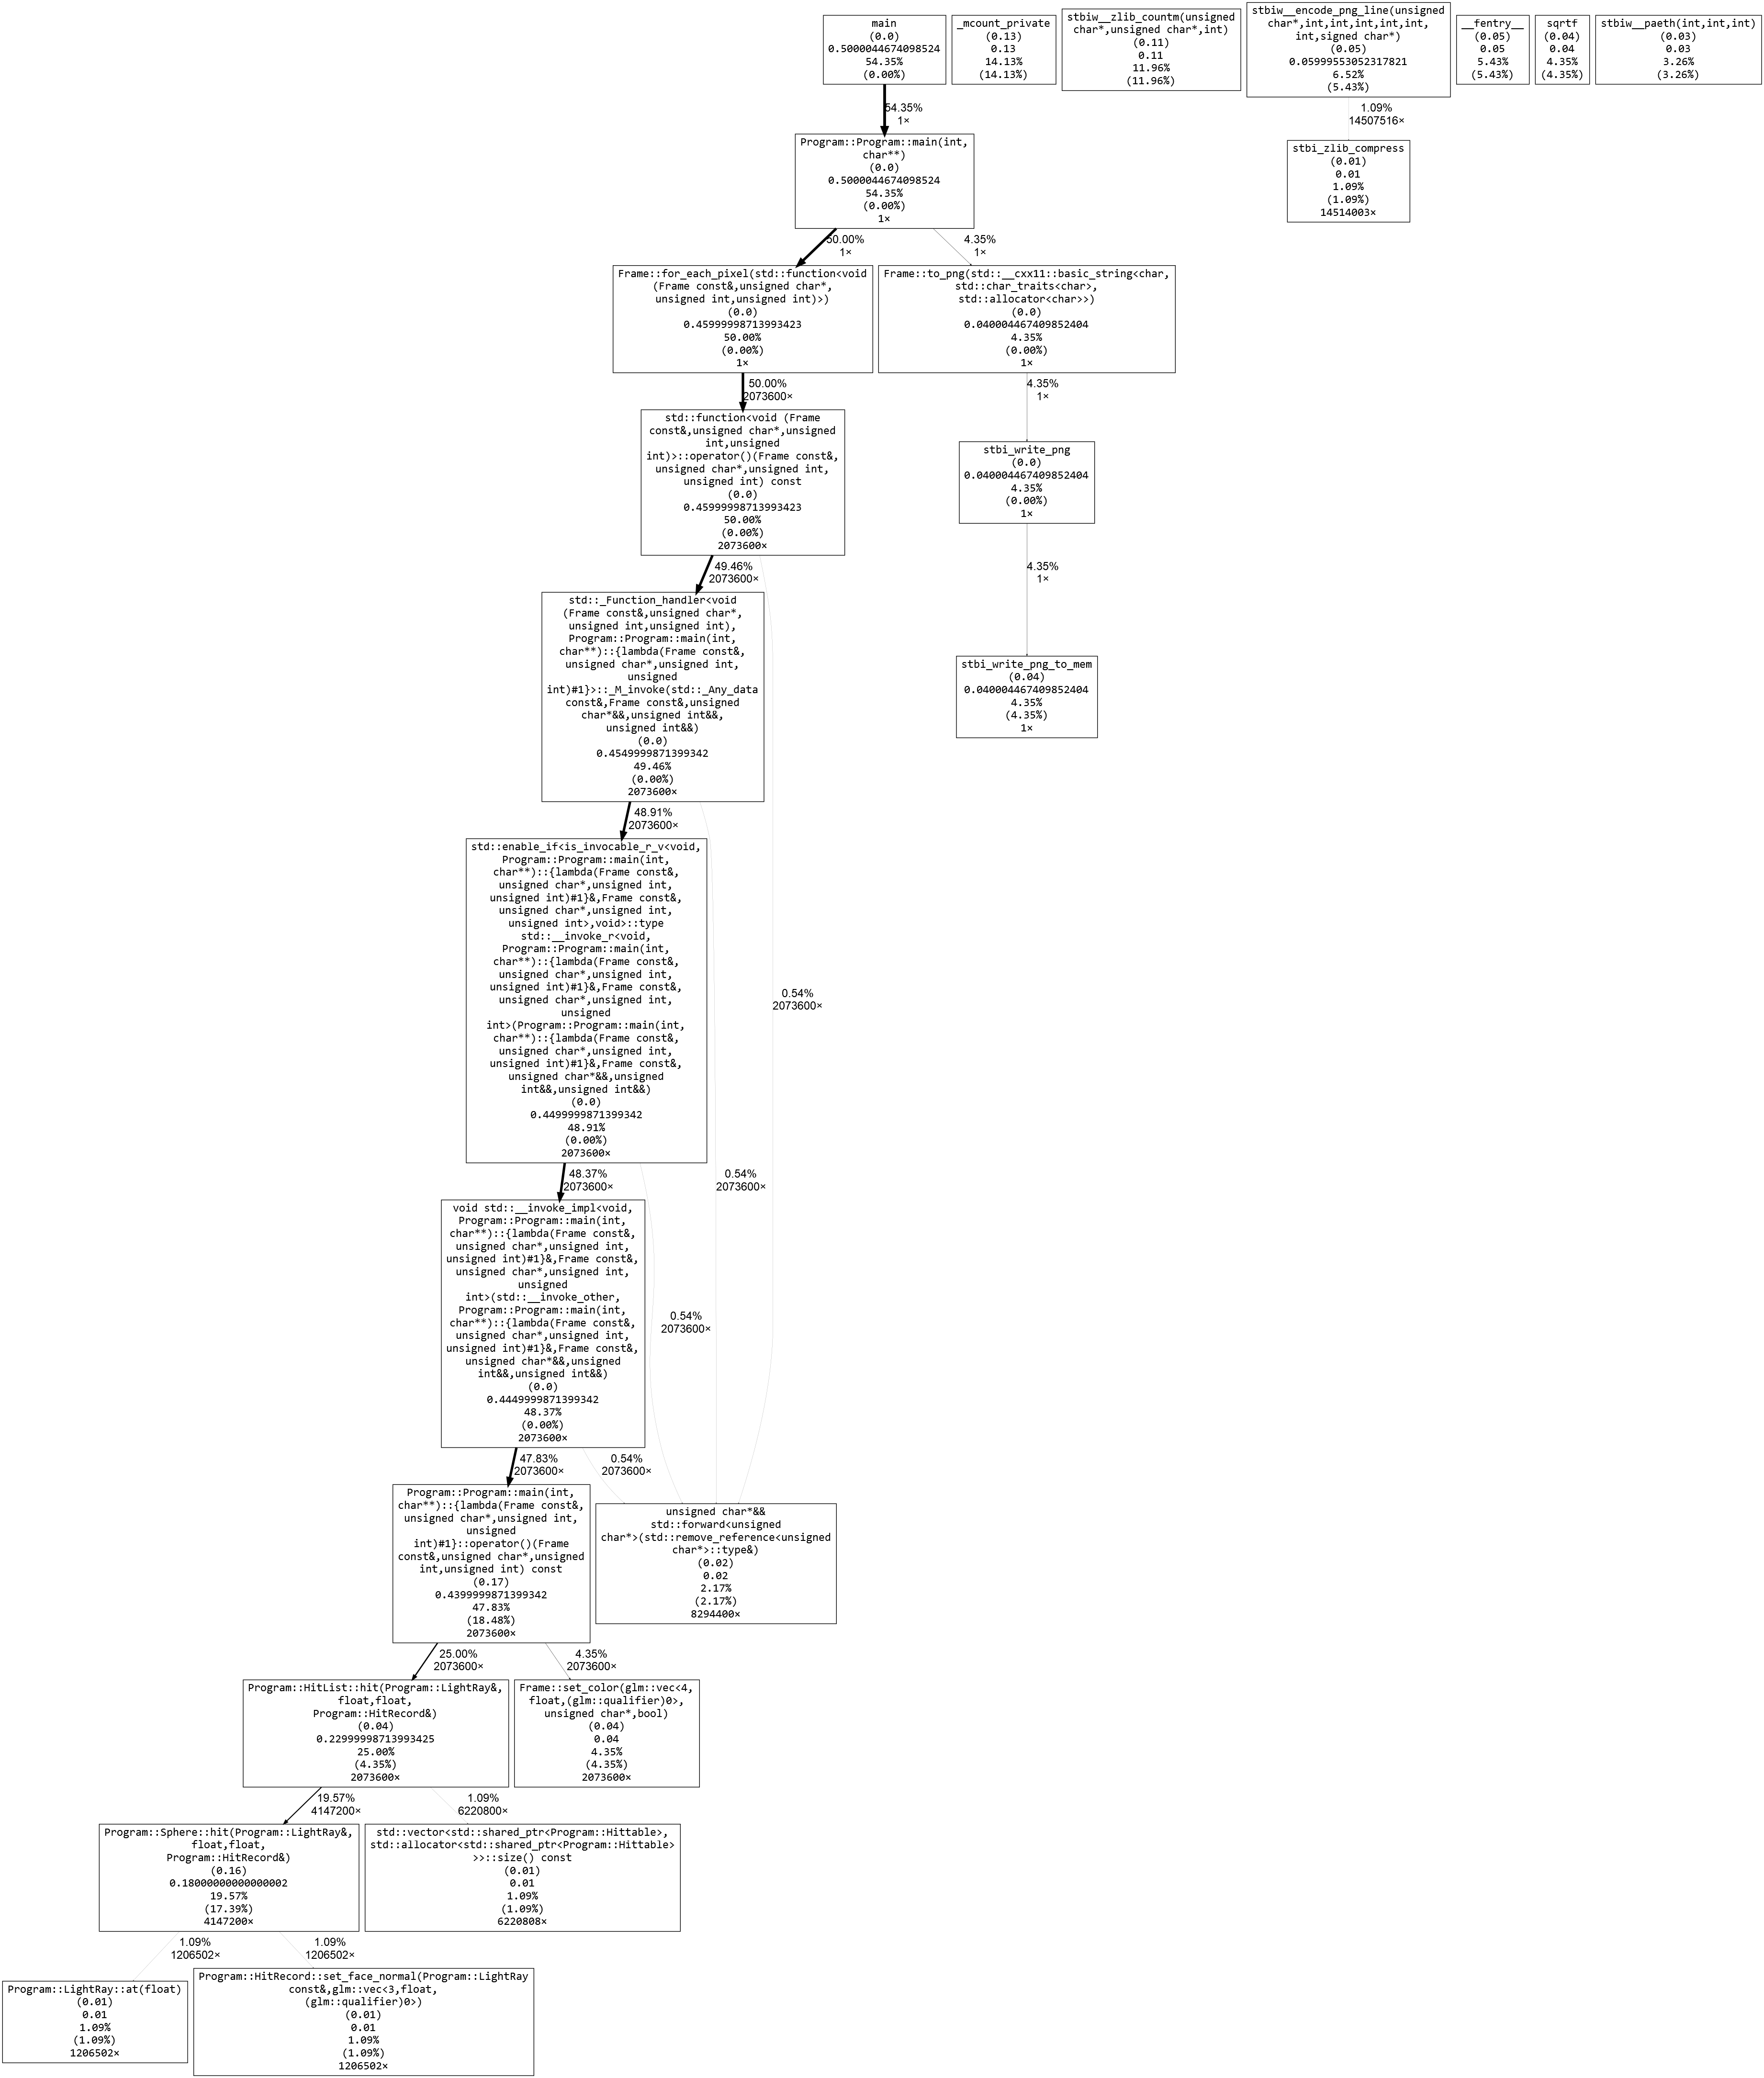 main
(0.0)
0.5000044674098524
54.35%
(0.00%)
_mcount_private
(0.13)
0.13
14.13%
(14.13%)
stbiw__zlib_countm(unsigned
char*,unsigned char*,int)
(0.11)
0.11
11.96%
(11.96%)
stbiw__encode_png_line(unsigned
char*,int,int,int,int,int,
int,signed char*)
(0.05)
0.05999553052317821
6.52%
(5.43%)
__fentry__
(0.05)
0.05
5.43%
(5.43%)
sqrtf
(0.04)
0.04
4.35%
(4.35%)
stbiw__paeth(int,int,int)
(0.03)
0.03
3.26%
(3.26%)
54.35%
1×
1.09%
14507516×
Program::Program::main(int,
char**)
(0.0)
0.5000044674098524
54.35%
(0.00%)
1×
stbi_zlib_compress
(0.01)
0.01
1.09%
(1.09%)
14514003×
50.00%
1×
4.35%
1×
Frame::for_each_pixel(std::function<void
(Frame const&,unsigned char*,
unsigned int,unsigned int)>)
(0.0)
0.45999998713993423
50.00%
(0.00%)
1×
Frame::to_png(std::__cxx11::basic_string<char,
std::char_traits<char>,
std::allocator<char>>)
(0.0)
0.040004467409852404
4.35%
(0.00%)
1×
50.00%
2073600×
4.35%
1×
std::function<void (Frame
const&,unsigned char*,unsigned
int,unsigned
int)>::operator()(Frame const&,
unsigned char*,unsigned int,
unsigned int) const
(0.0)
0.45999998713993423
50.00%
(0.00%)
2073600×
stbi_write_png
(0.0)
0.040004467409852404
4.35%
(0.00%)
1×
49.46%
2073600×
4.35%
1×
std::_Function_handler<void
(Frame const&,unsigned char*,
unsigned int,unsigned int),
Program::Program::main(int,
char**)::{lambda(Frame const&,
unsigned char*,unsigned int,
unsigned
int)#1}>::_M_invoke(std::_Any_data
const&,Frame const&,unsigned
char*&&,unsigned int&&,
unsigned int&&)
(0.0)
0.4549999871399342
49.46%
(0.00%)
2073600×
stbi_write_png_to_mem
(0.04)
0.040004467409852404
4.35%
(4.35%)
1×
48.91%
2073600×
std::enable_if<is_invocable_r_v<void,
Program::Program::main(int,
char**)::{lambda(Frame const&,
unsigned char*,unsigned int,
unsigned int)#1}&,Frame const&,
unsigned char*,unsigned int,
unsigned int>,void>::type
std::__invoke_r<void,
Program::Program::main(int,
char**)::{lambda(Frame const&,
unsigned char*,unsigned int,
unsigned int)#1}&,Frame const&,
unsigned char*,unsigned int,
unsigned
int>(Program::Program::main(int,
char**)::{lambda(Frame const&,
unsigned char*,unsigned int,
unsigned int)#1}&,Frame const&,
unsigned char*&&,unsigned
int&&,unsigned int&&)
(0.0)
0.4499999871399342
48.91%
(0.00%)
2073600×
0.54%
2073600×
48.37%
2073600×
0.54%
2073600×
void std::__invoke_impl<void,
Program::Program::main(int,
char**)::{lambda(Frame const&,
unsigned char*,unsigned int,
unsigned int)#1}&,Frame const&,
unsigned char*,unsigned int,
unsigned
int>(std::__invoke_other,
Program::Program::main(int,
char**)::{lambda(Frame const&,
unsigned char*,unsigned int,
unsigned int)#1}&,Frame const&,
unsigned char*&&,unsigned
int&&,unsigned int&&)
(0.0)
0.4449999871399342
48.37%
(0.00%)
2073600×
0.54%
2073600×
47.83%
2073600×
0.54%
2073600×
Program::Program::main(int,
char**)::{lambda(Frame const&,
unsigned char*,unsigned int,
unsigned
int)#1}::operator()(Frame
const&,unsigned char*,unsigned
int,unsigned int) const
(0.17)
0.4399999871399342
47.83%
(18.48%)
2073600×
unsigned char*&&
std::forward<unsigned
char*>(std::remove_reference<unsigned
char*>::type&)
(0.02)
0.02
2.17%
(2.17%)
8294400×
25.00%
2073600×
4.35%
2073600×
Program::HitList::hit(Program::LightRay&,
float,float,
Program::HitRecord&)
(0.04)
0.22999998713993425
25.00%
(4.35%)
2073600×
Frame::set_color(glm::vec<4,
float,(glm::qualifier)0>,
unsigned char*,bool)
(0.04)
0.04
4.35%
(4.35%)
2073600×
19.57%
4147200×
1.09%
6220800×
Program::Sphere::hit(Program::LightRay&,
float,float,
Program::HitRecord&)
(0.16)
0.18000000000000002
19.57%
(17.39%)
4147200×
std::vector<std::shared_ptr<Program::Hittable>,
std::allocator<std::shared_ptr<Program::Hittable>
>>::size() const
(0.01)
0.01
1.09%
(1.09%)
6220808×
1.09%
1206502×
1.09%
1206502×
Program::LightRay::at(float)
(0.01)
0.01
1.09%
(1.09%)
1206502×
Program::HitRecord::set_face_normal(Program::LightRay
const&,glm::vec<3,float,
(glm::qualifier)0>)
(0.01)
0.01
1.09%
(1.09%)
1206502×